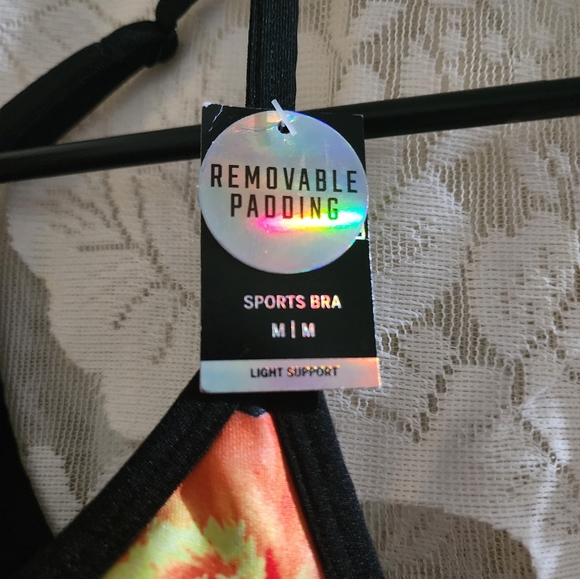 REMOVABLE
PADDING
SPORTS BRA
M | M
LIGHT SUPPORT